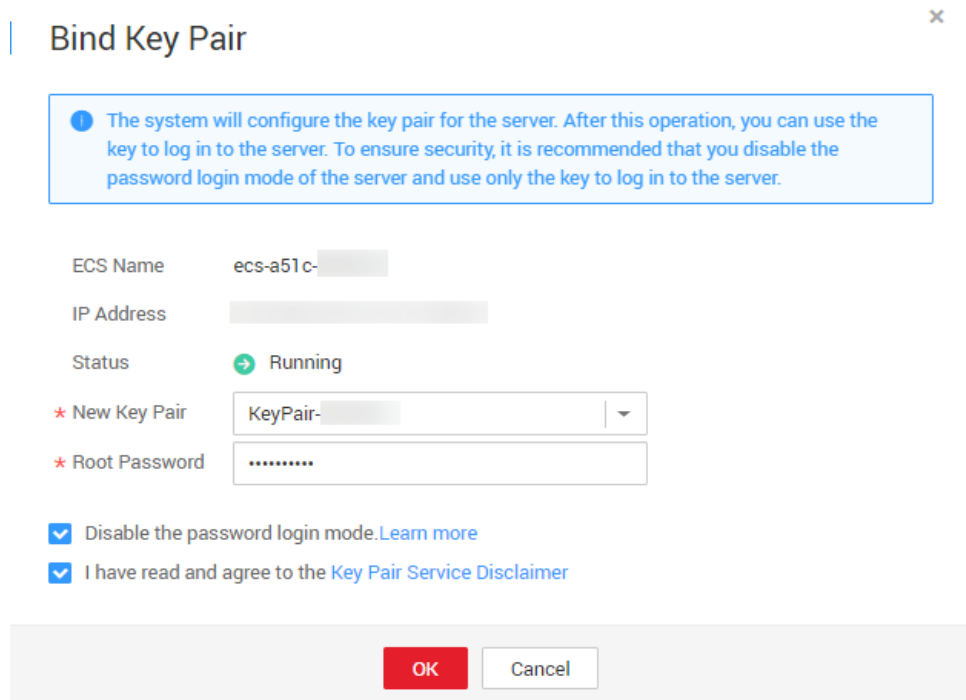 Bind Key Pair
The system will configure the key pair for the server. After this operation, you can use the
key to log in to the server. To ensure security, it is recommended that you disable the
password login mode of the server and use only the key to log in to the server.
ECS Name ecs-a51c-
IP Address
Status Running
* New Key Pair KeyPair-
* Root Password ••••••••••
Disable the password login mode.Learn more
I have read and agree to the Key Pair Service Disclaimer
OK Cancel